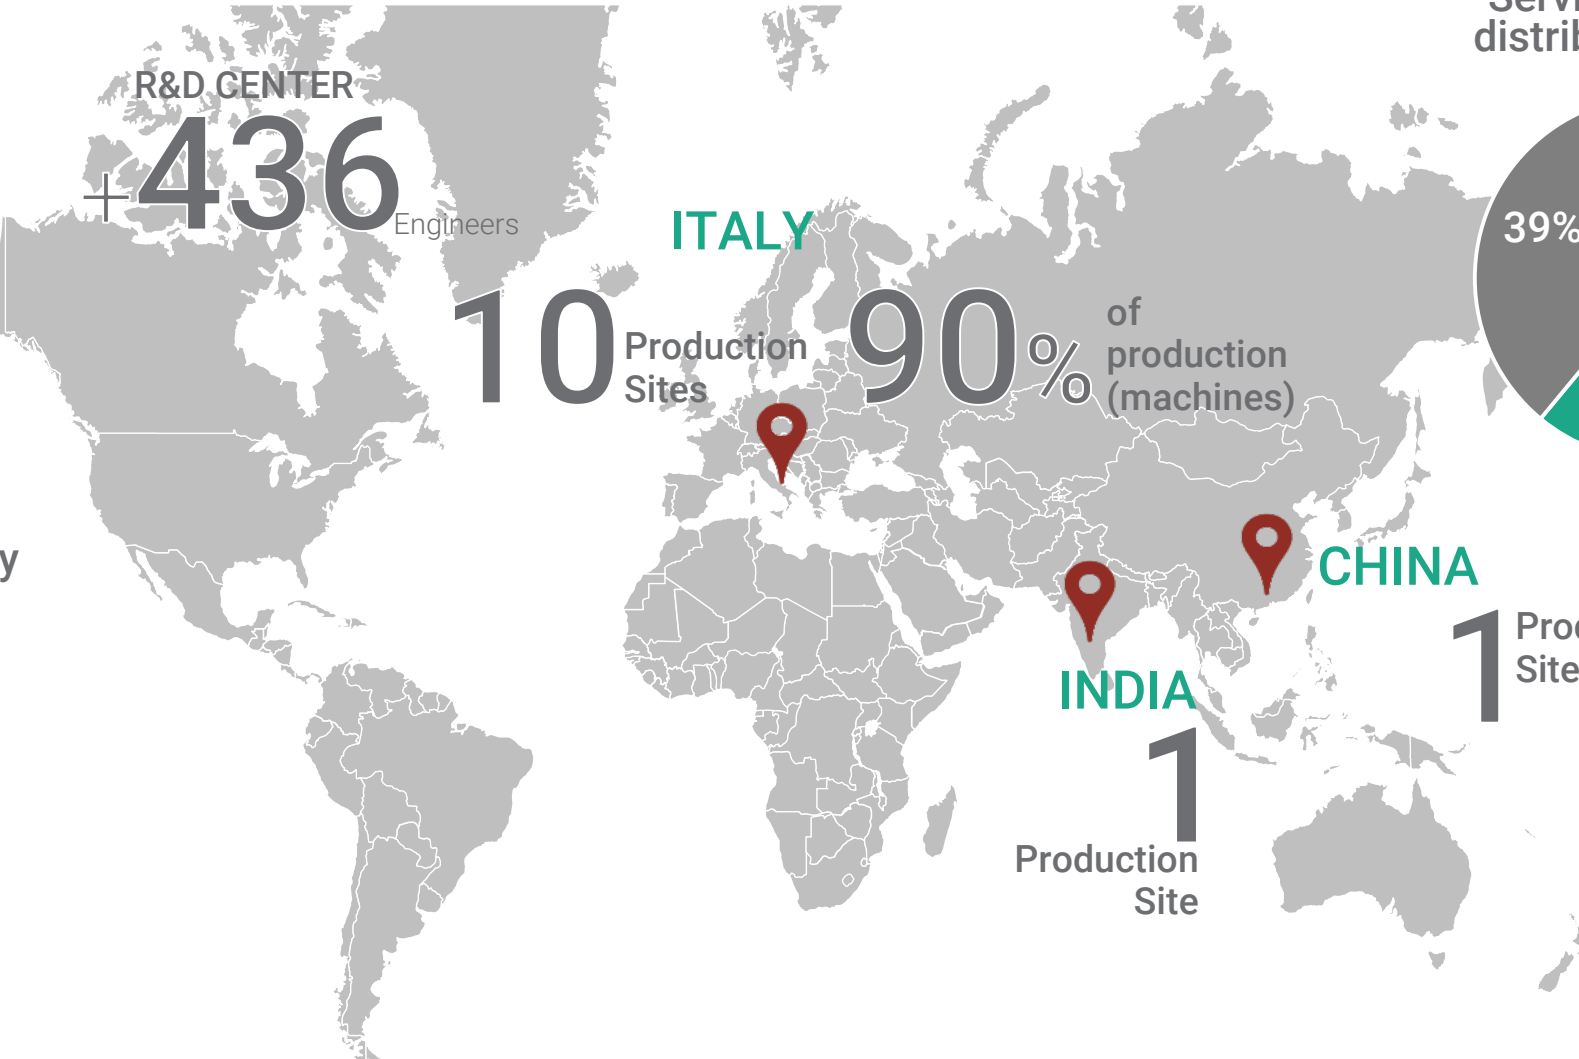 R&D CENTER
+436 Engineers
ITALY
10 Production
Sites
90% of
production
(machines)
39%
CHINA
1
INDIA
1
Production
Site
y